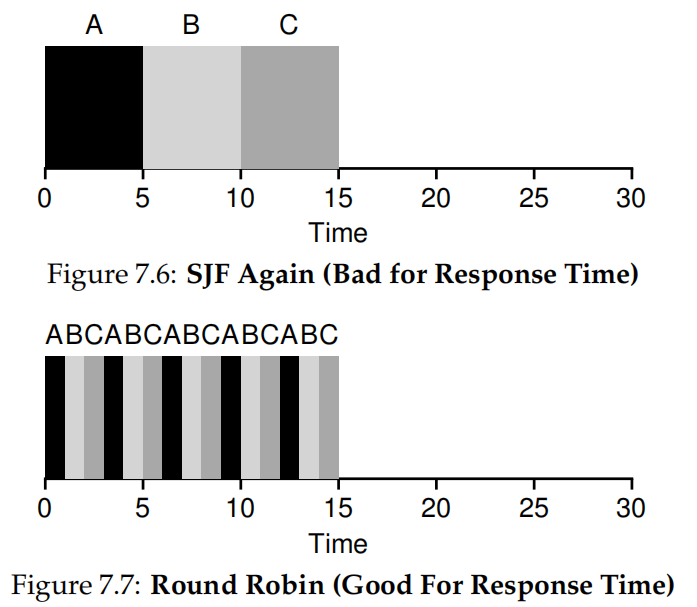 A B C
0 5 10 15 20 25 30
Time
Figure 7.6: SJF Again (Bad for Response Time)
ABCABCABCABCABC
0 5 10 15 20 25 30
Time
Figure 7.7: Round Robin (Good For Response Time)